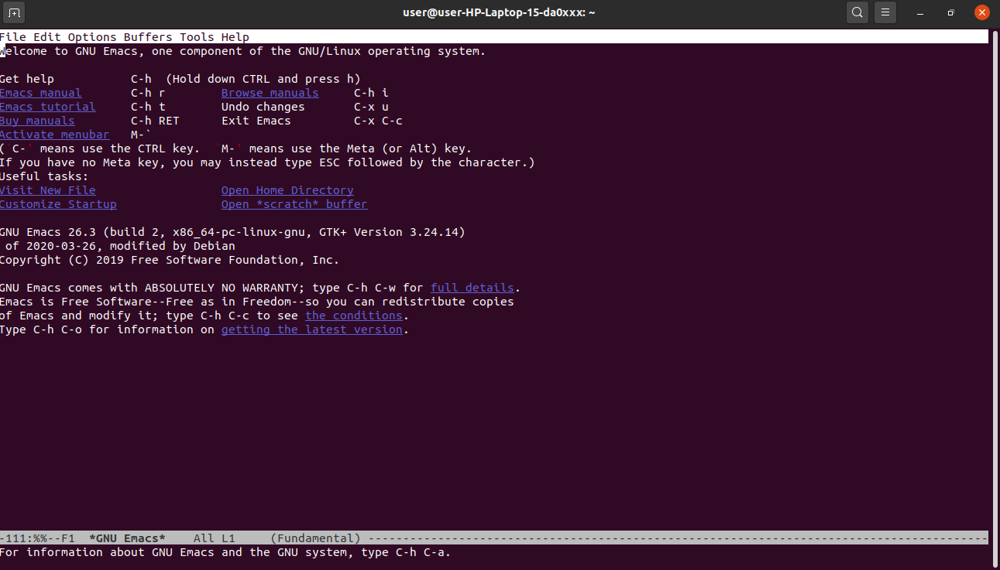 user@user-HP-Laptop-15-da0xxx: ~
File Edit Options Buffers Tools Help
Welcome to GNU Emacs, one component of the GNU/Linux operating system.
Get help C-h (Hold down CTRL and press h)
Emacs manual C-h r Browse manuals C-h i
Emacs tutorial C-h t Undo changes C-x u
Buy manuals C-h RET Exit Emacs C-x C-c
Activate menubar M-`
(`C-' means use the CTRL key. `M-' means use the Meta (or Alt) key.
If you have no Meta key, you may instead type ESC followed by the character.)
Useful tasks:
Visit New File Open Home Directory
Customize Startup Open *scratch* buffer
GNU Emacs 26.3 (build 2, x86_64-pc-linux-gnu, GTK+ Version 3.24.14)
of 2020-03-26, modified by Debian
Copyright (C) 2019 Free Software Foundation, Inc.
GNU Emacs comes with ABSOLUTELY NO WARRANTY; type C-h C-w for full details.
Emacs is Free Software--Free as in Freedom--so you can redistribute copies
of Emacs and modify it; type C-h C-c to see the conditions.
Type C-h C-o for information on getting the latest version.
-111:%%--F1 *GNU Emacs* All L1 (Fundamental) -----------------------------------------------------------------------------------------
For information about GNU Emacs and the GNU system, type C-h C-a.